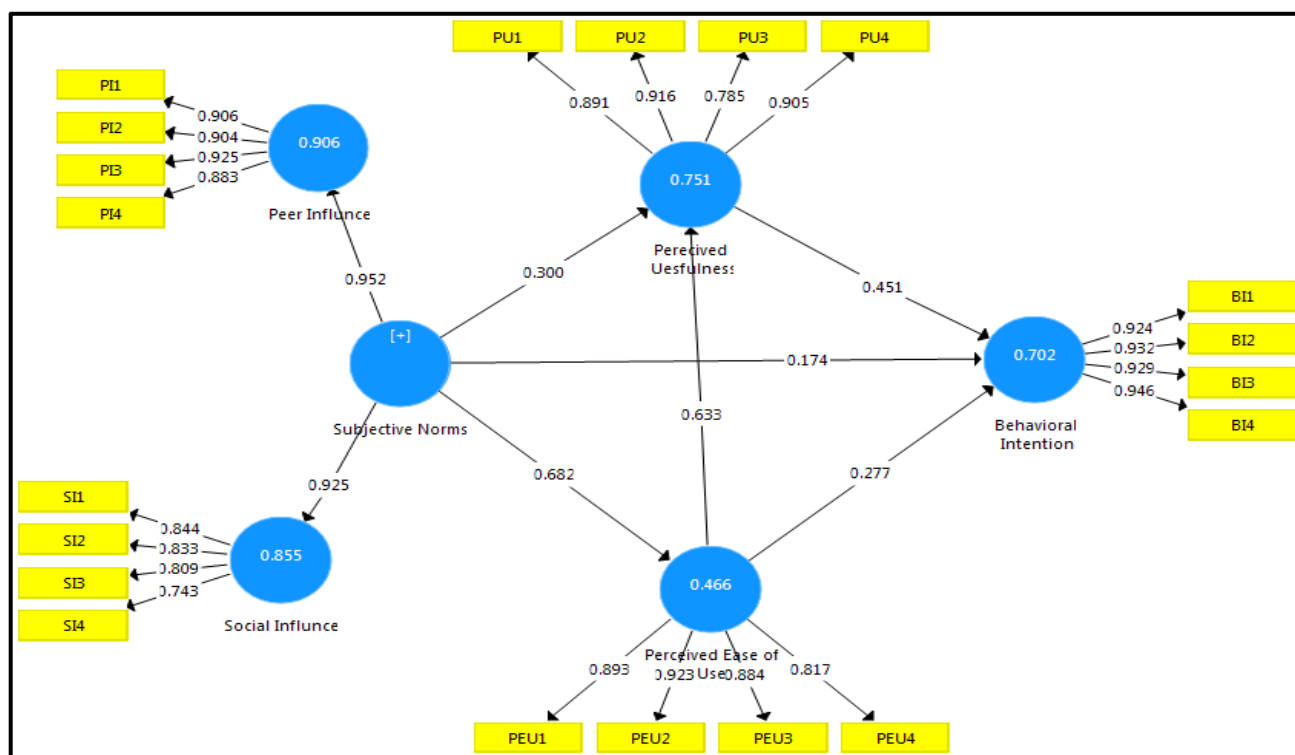 PU1
PU2
PU3
PU4
0.891
0.916
0.785
0.905
PI1
PI2
PI3
PI4
0.906
0.904
0.925
0.883
0.906
Peer Influnce
0.751
Perecived
Uesfulness
0.952
0.300
0.451
[+]
Subjective Norms
0.174
0.633
0.702
Behavioral
Intention
0.924
0.932
0.929
0.946
BI1
BI2
BI3
BI4
0.925
0.682
0.277
SI1
SI2
SI3
SI4
0.844
0.833
0.809
0.743
0.855
Social Influnce
0.466
Perceived Ease of
Use
0.893
0.923
0.884
0.817
PEU1
PEU2
PEU3
PEU4